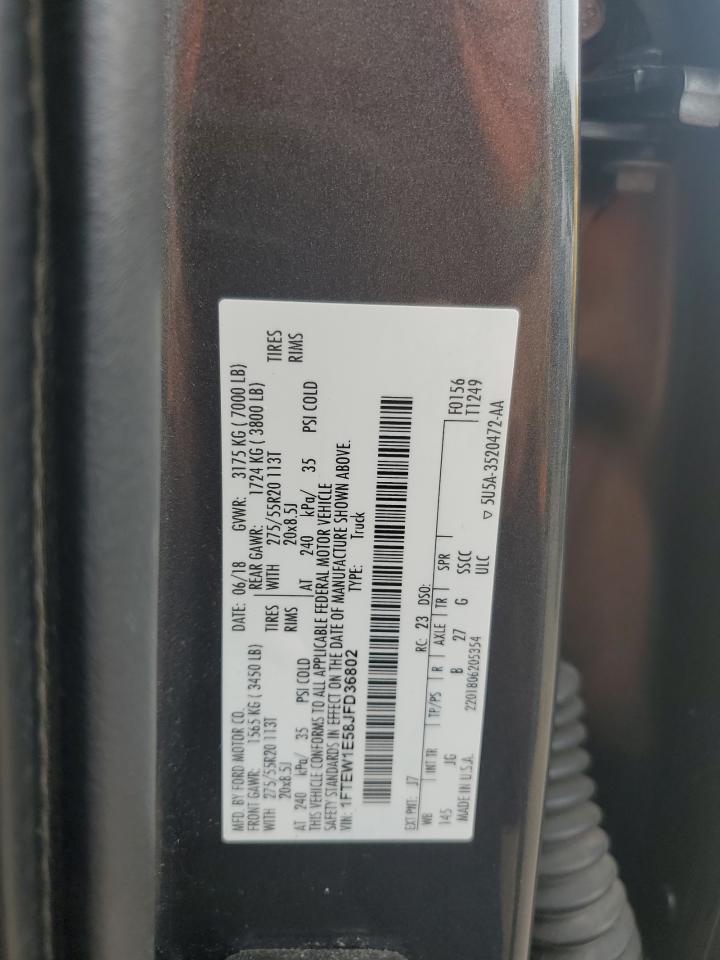 MFD. BY FORD MOTOR CO. DATE: 06/18 GVWR: 3175 KG ( 7000 LB)
FRONT GAWR: 1565 KG ( 3450 LB) REAR GAWR: 1724 KG ( 3800 LB)
WITH 275/55R20 113T TIRES WITH 275/55R20 113T TIRES
20x8.5J RIMS 20x8.5J RIMS
AT 240 kPa/ 35 PSI COLD AT 240 kPa/ 35 PSI COLD
THIS VEHICLE CONFORMS TO ALL APPLICABLE FEDERAL MOTOR VEHICLE
SAFETY STANDARDS IN EFFECT ON THE DATE OF MANUFACTURE SHOWN ABOVE.
VIN: 1FTEW1E58JFD36802 TYPE: Truck
EXT PNT: J7 RC: 23 DSO: F0156
WB INT TR TP/PS R AXLE TR SPR T1249
145 JG B 27 G SSCC ▽ 5U5A-3520472-AA
MADE IN U.S.A. 2201806205354 ULC